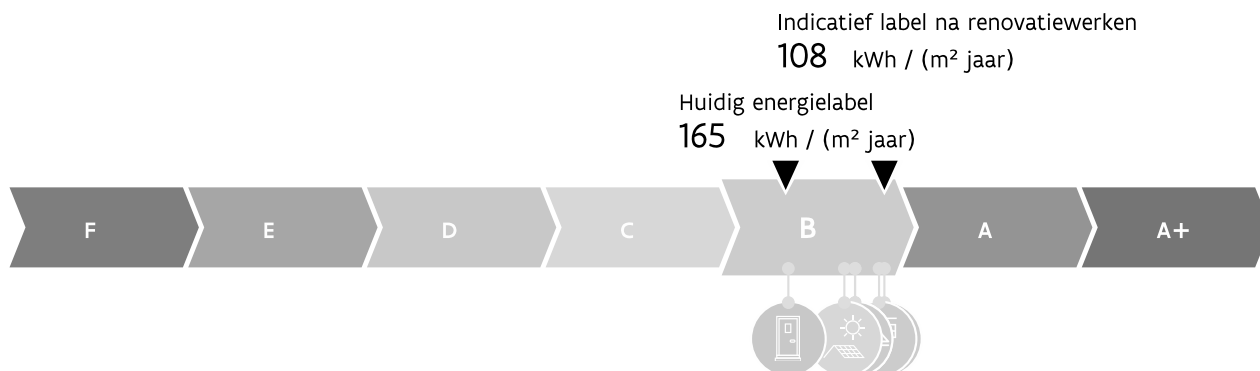 Indicatief label na renovatiewerken
108 kWh / (m² jaar)
Huidig energielabel
165 kWh / (m² jaar)
F E D C B A A+